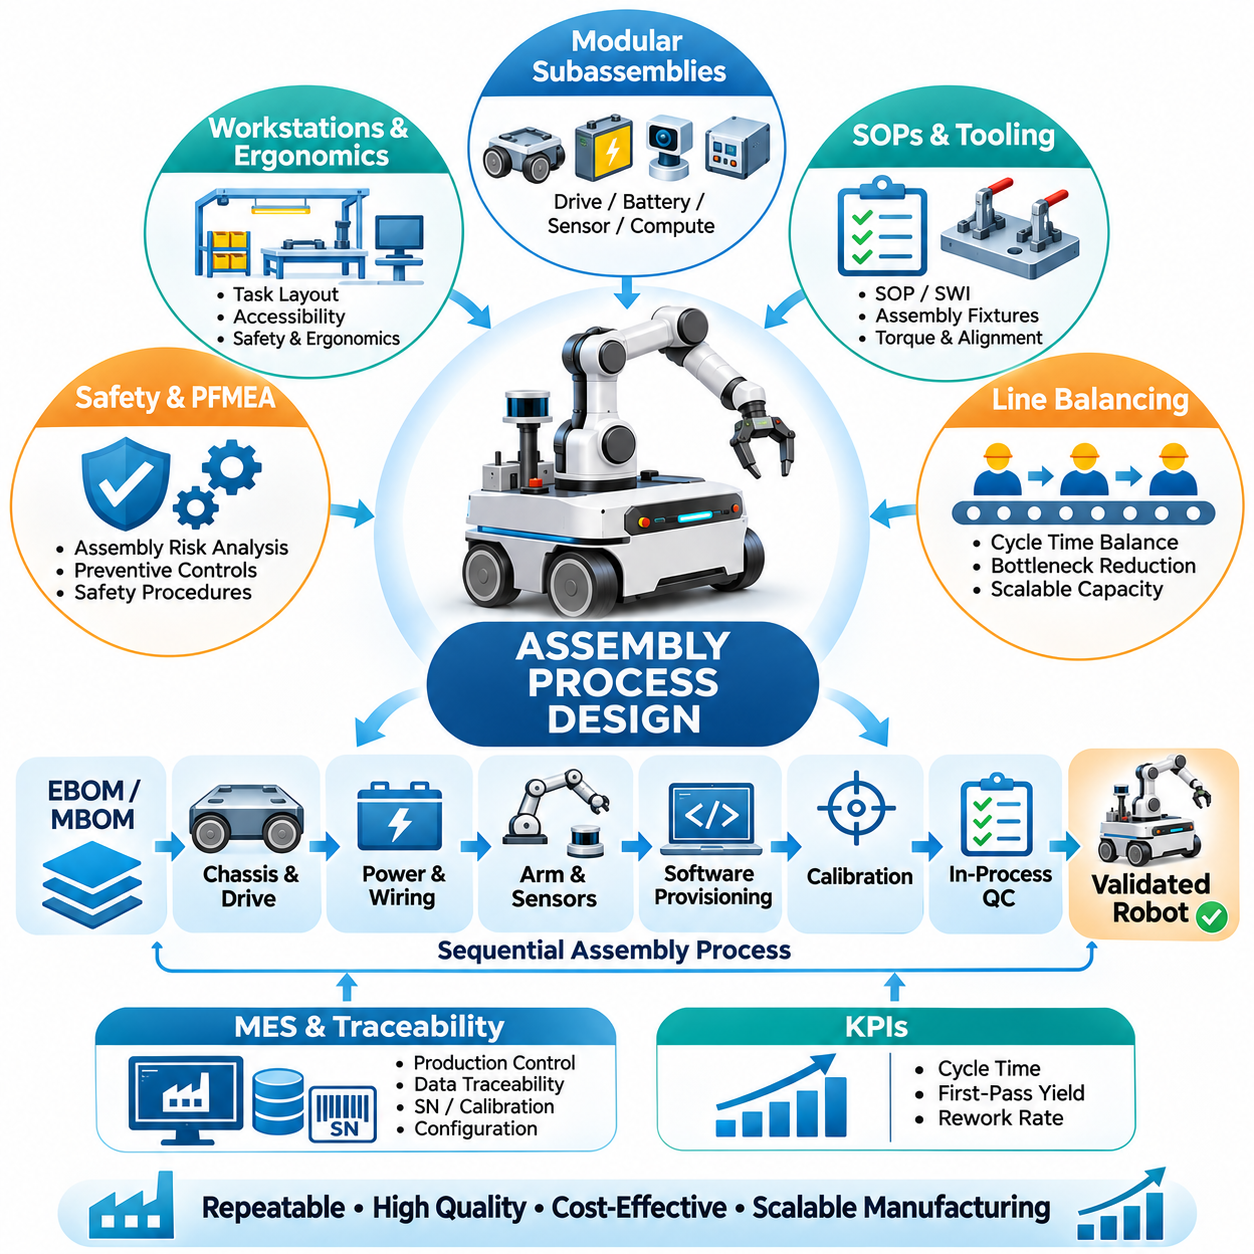 Modular
Subassemblies
Drive / Battery /
Sensor / Compute
Workstations &
Ergonomics
• Task Layout
• Accessibility
• Safety & Ergonomics
SOPs & Tooling
• SOP / SWI
• Assembly Fixtures
• Torque & Alignment
Safety & PFMEA
• Assembly Risk Analysis
• Preventive Controls
• Safety Procedures
Line Balancing
• Cycle Time Balance
• Bottleneck Reduction
• Scalable Capacity
ASSEMBLY
PROCESS
DESIGN
EBOM /
MBOM
Chassis &
Drive
Power &
Wiring
Arm &
Sensors
</>
Software
Provisioning
Calibration
In-Process
QC
Validated
Robot
Sequential Assembly Process
MES & Traceability
SN
• Production Control
• Data Traceability
• SN / Calibration
• Configuration
KPIs
• Cycle Time
• First-Pass Yield
• Rework Rate
Repeatable • High Quality • Cost-Effective • Scalable Manufacturing